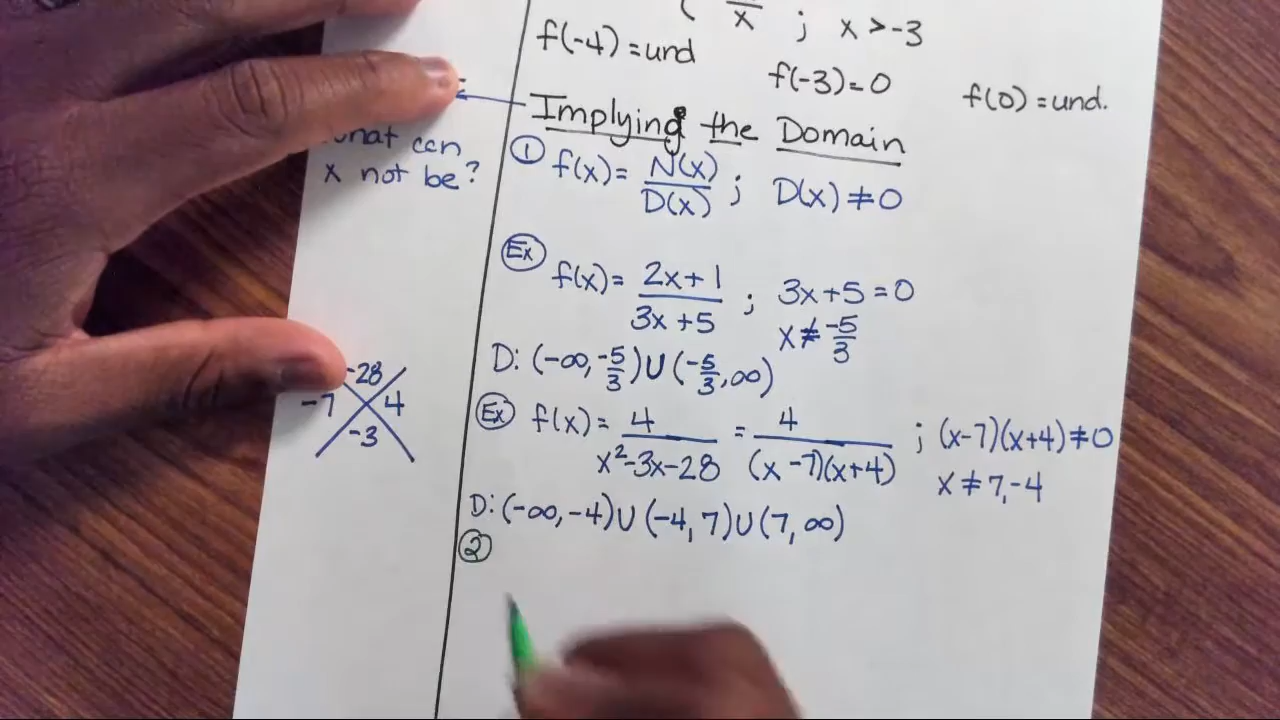 x ; x > -3
f(-4) = und
f(-3) = 0
f(0) = und.
Implying the Domain
what can
x not be?
① f(x) = N(x)/D(x) ; D(x) ≠ 0
Ex f(x) = 2x+1/3x+5 ; 3x+5 = 0
x ≠ -5/3
D: (-∞, -5/3) ∪ (-5/3, ∞)
-28
-7 4
-3
Ex f(x) = 4/x²-3x-28 = 4/(x-7)(x+4) ; (x-7)(x+4) ≠ 0
x ≠ 7, -4
D: (-∞, -4) ∪ (-4, 7) ∪ (7, ∞)
②